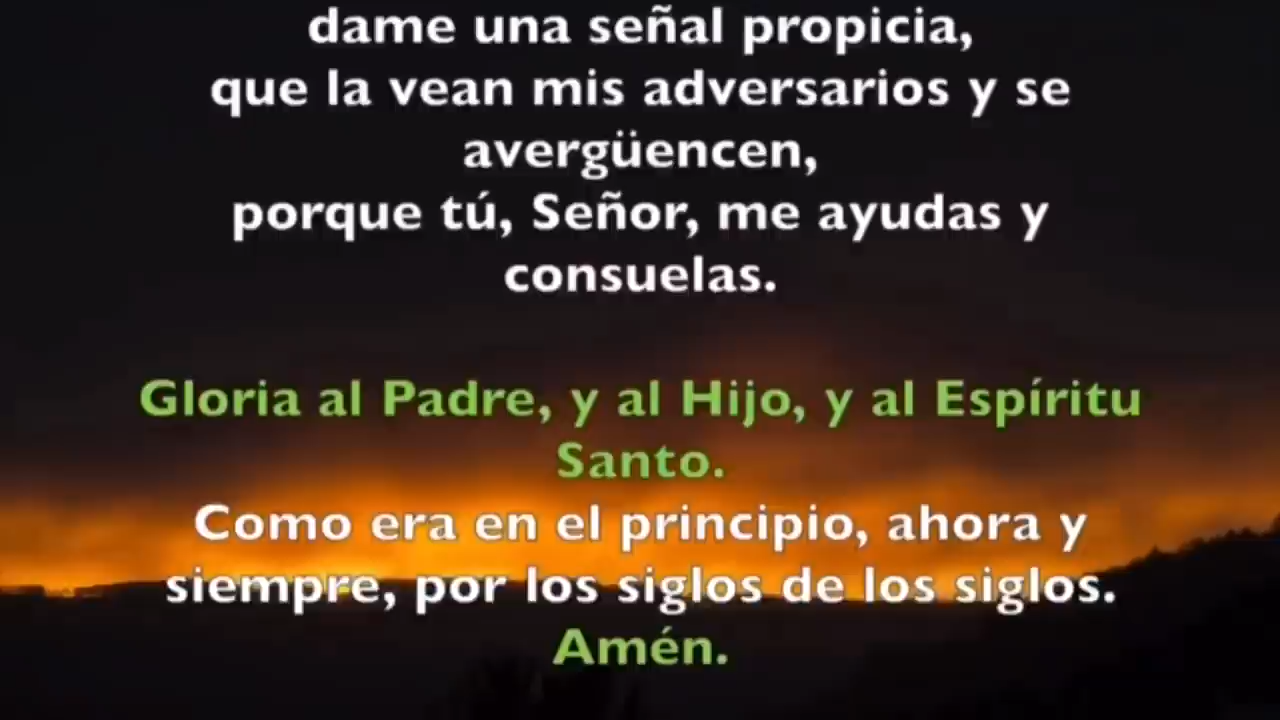 dame una señal propicia,
que la vean mis adversarios y se
avergüencen,
porque tú, Señor, me ayudas y
consuelas.
Gloria al Padre, y al Hijo, y al Espíritu
Santo.
Como era en el principio, ahora y
siempre, por los siglos de los siglos.
Amén.